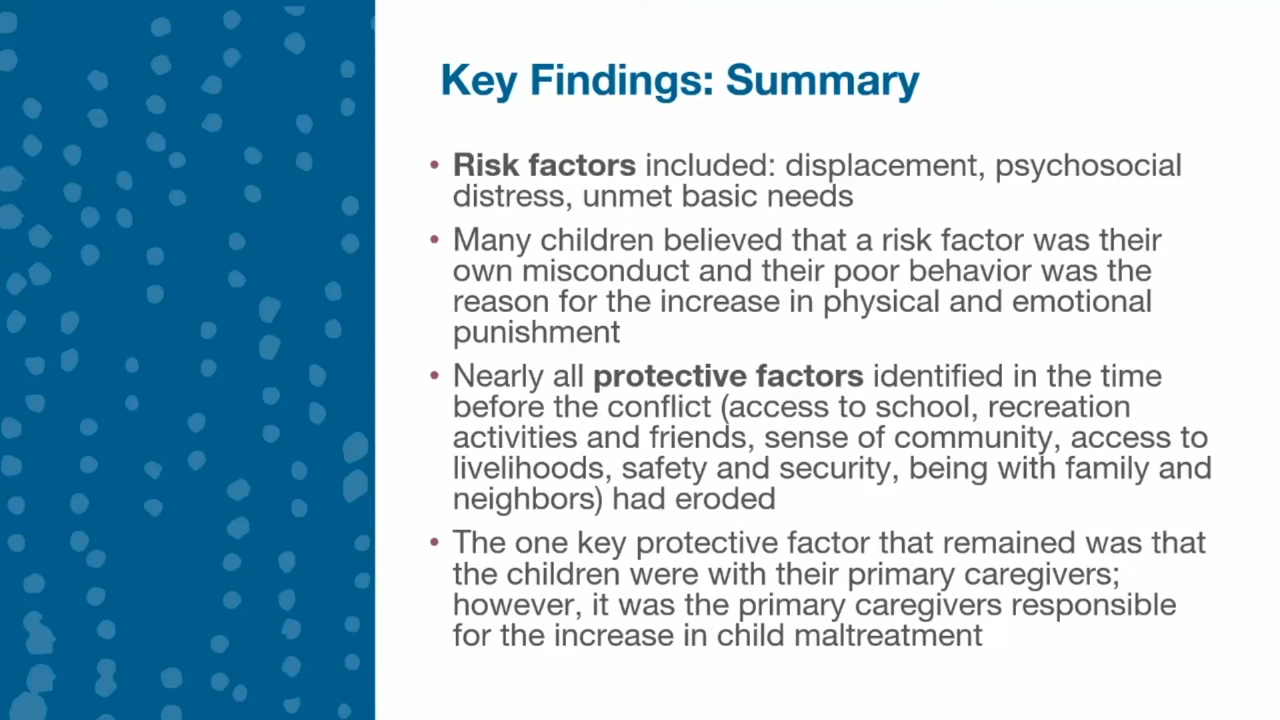 Key Findings: Summary
• Risk factors included: displacement, psychosocial
distress, unmet basic needs
• Many children believed that a risk factor was their
own misconduct and their poor behavior was the
reason for the increase in physical and emotional
punishment
• Nearly all protective factors identified in the time
before the conflict (access to school, recreation
activities and friends, sense of community, access to
livelihoods, safety and security, being with family and
neighbors) had eroded
• The one key protective factor that remained was that
the children were with their primary caregivers;
however, it was the primary caregivers responsible
for the increase in child maltreatment